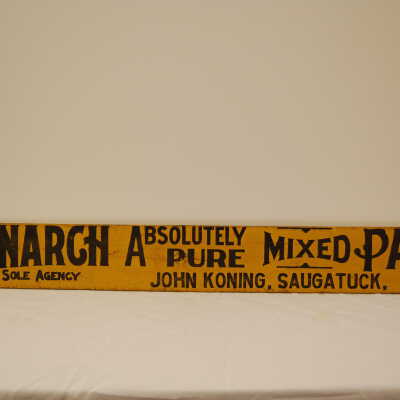 NARCH ABSOLUTELY PURE MIXED PA
SOLE AGENCY JOHN KONING, SAUGATUCK,